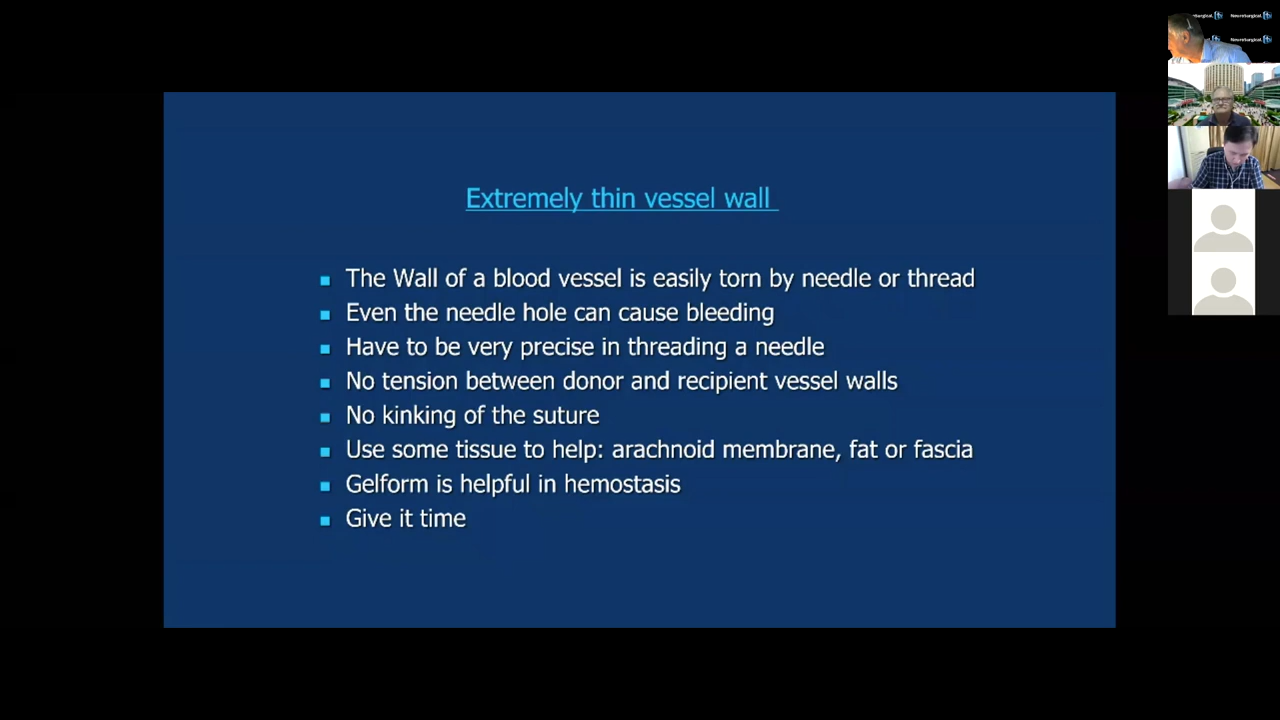 Extremely thin vessel wall
The Wall of a blood vessel is easily torn by needle or thread
Even the needle hole can cause bleeding
Have to be very precise in threading a needle
No tension between donor and recipient vessel walls
No kinking of the suture
Use some tissue to help: arachnoid membrane, fat or fascia
Gelform is helpful in hemostasis
Give it time